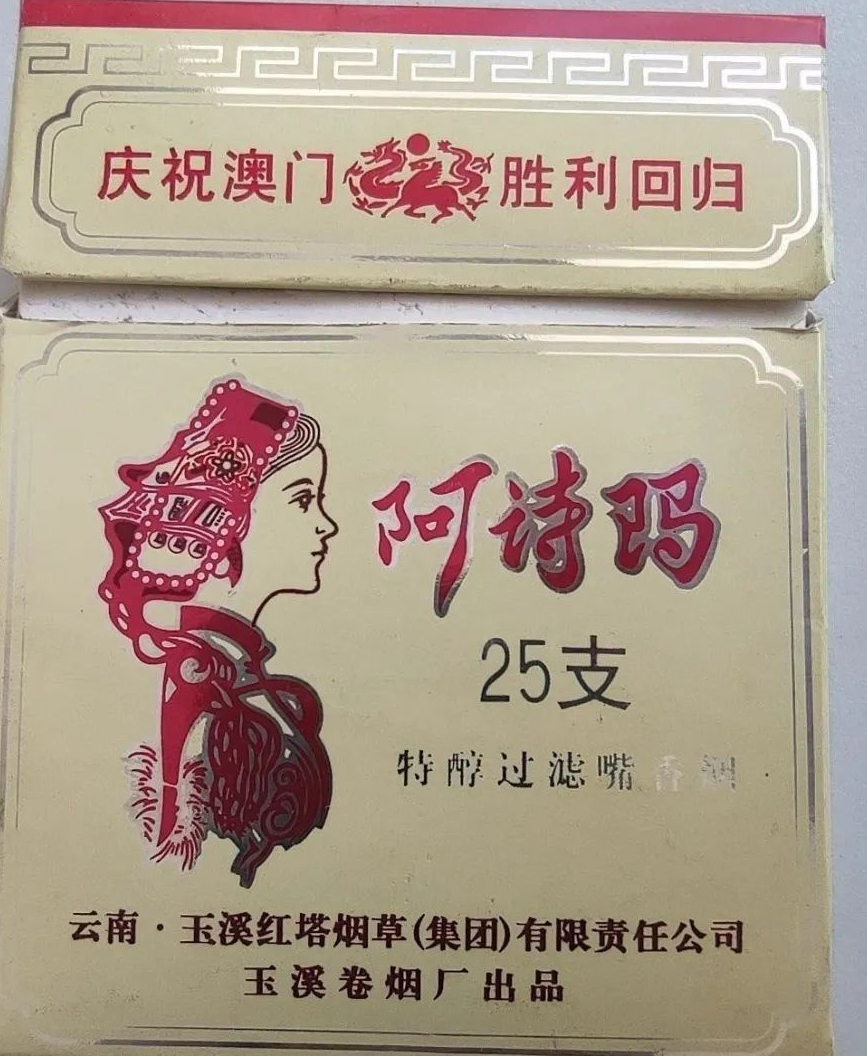 庆祝澳门 胜利回归
阿诗玛
25支
特醇过滤嘴香烟
云南·玉溪红塔烟草(集团)有限责任公司
玉溪卷烟厂出品